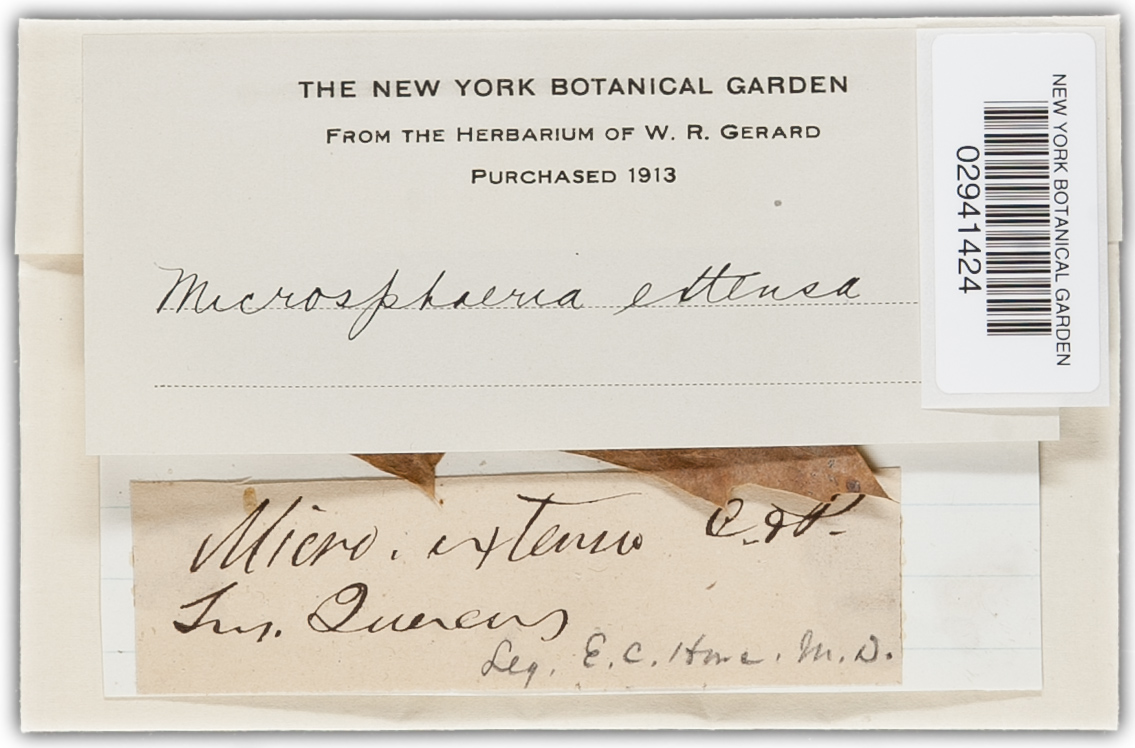 THE NEW YORK BOTANICAL GARDEN
FROM THE HERBARIUM OF W. R. GERARD
PURCHASED 1913
Microsphaeria extensa
NEW YORK BOTANICAL GARDEN
02941424
Micro. extensa C. & P.
Quercus
Leg. E. C. Howe. M. D.